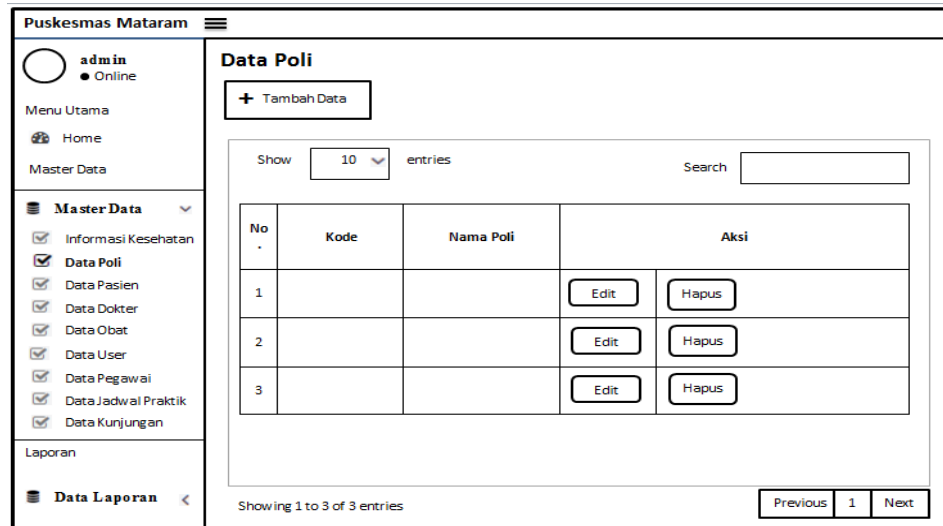 Puskesmas Mataram
admin
Online
Menu Utama
Home
Master Data
Master Data
Informasi Kesehatan
Data Poli
Data Pasien
Data Dokter
Data Obat
Data User
Data Pegawai
Data Jadwal Praktik
Data Kunjungan
Laporan
Data Laporan
Data Poli
+ Tambah Data
Show 10 entries Search
No. Kode Nama Poli Aksi
1 Edit Hapus
2 Edit Hapus
3 Edit Hapus
Showing 1 to 3 of 3 entries Previous 1 Next